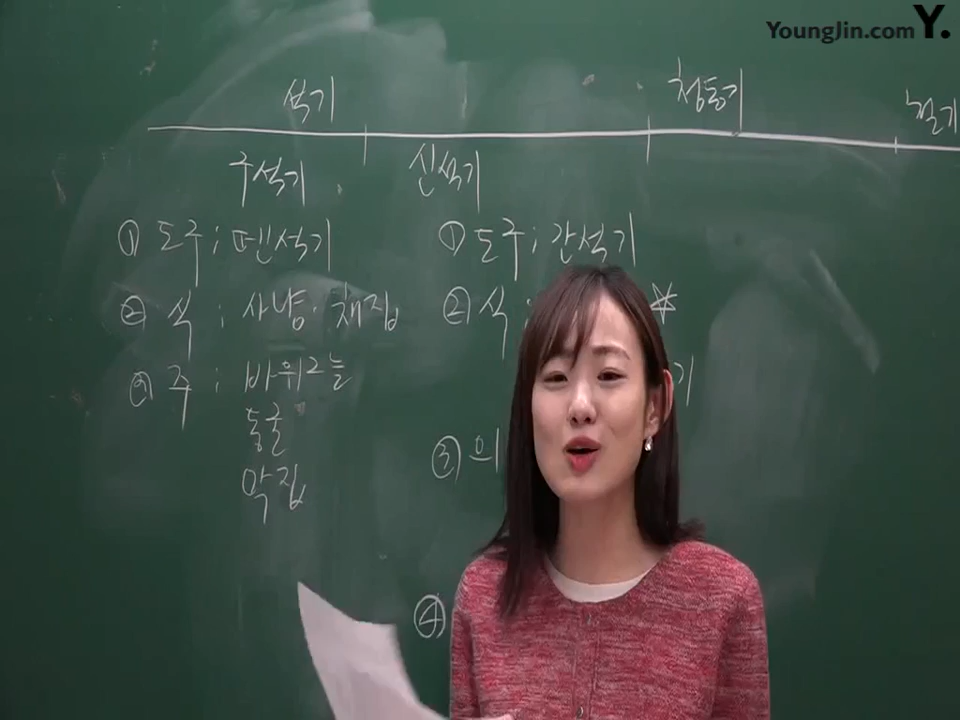 YoungJin.com Y.
석기 청동기 철기
구석기 신석기
① 도구; 뗀석기 ① 도구; 간석기
② 식 ; 사냥·채집 ② 식 ; ☆
③ 주 ; 바위그늘 기
동굴
막집 ③ 의
④